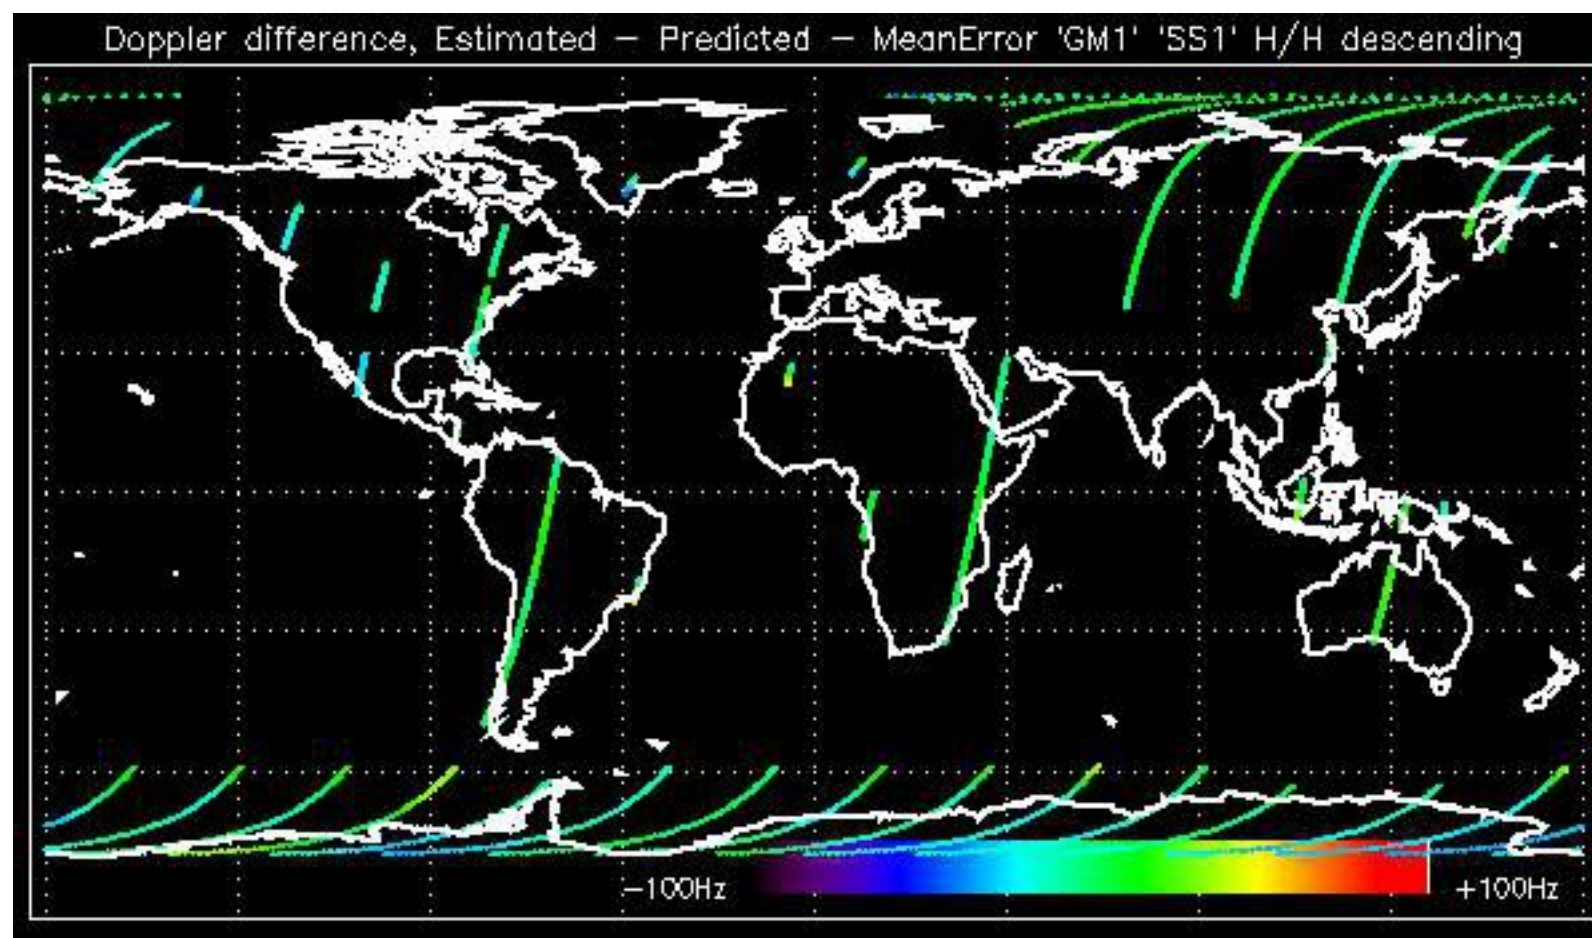 Doppler difference, Estimated – Predicted – MeanError 'GM1' 'SS1' H/H descending
–100Hz
+100Hz